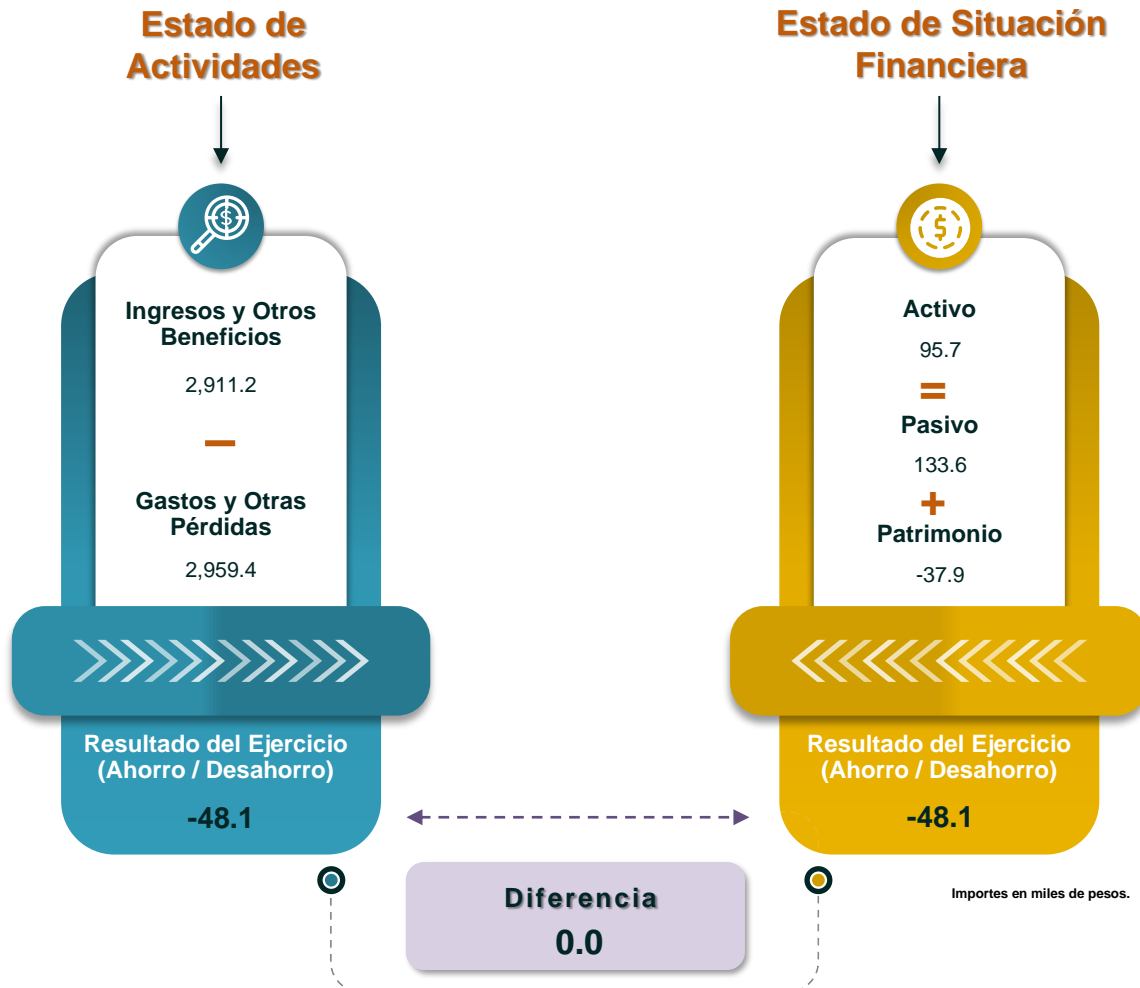 Estado de
Actividades
$
Ingresos y Otros
Beneficios
2,911.2
–
Gastos y Otras
Pérdidas
2,959.4
Resultado del Ejercicio
(Ahorro / Desahorro)
-48.1
Estado de Situación
Financiera
$
Activo
95.7
=
Pasivo
133.6
+
Patrimonio
-37.9
Resultado del Ejercicio
(Ahorro / Desahorro)
-48.1
Diferencia
0.0
Importes en miles de pesos.